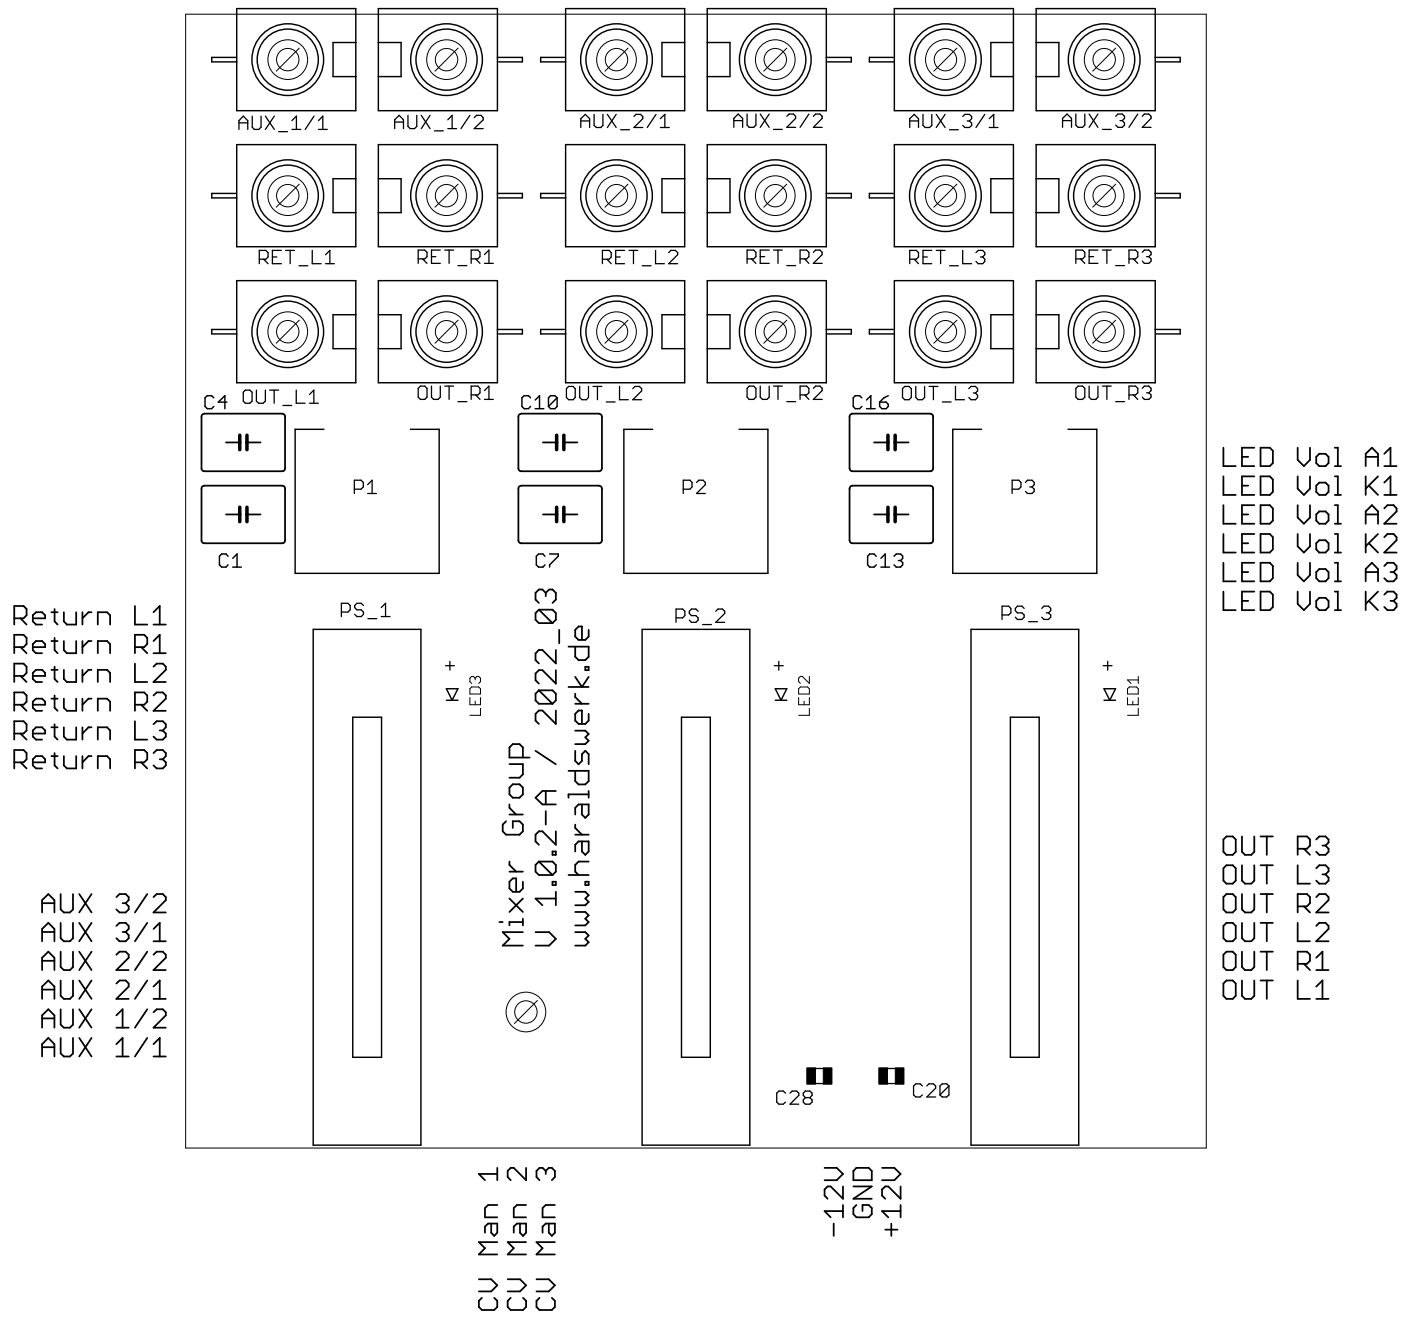 AUX_1/1 AUX_1/2 AUX_2/1 AUX_2/2 AUX_3/1 AUX_3/2
RET_L1 RET_R1 RET_L2 RET_R2 RET_L3 RET_R3
OUT_L1 OUT_R1 OUT_L2 OUT_R2 OUT_L3 OUT_R3
C4 C10 C16
P1 P2 P3
C1 C7 C13
LED Vol A1
LED Vol K1
LED Vol A2
LED Vol K2
LED Vol A3
LED Vol K3
PS_1 PS_2 PS_3
Return L1
Return R1
Return L2
Return R2
Return L3
Return R3
+ + +
LED3 LED2 LED1
Mixer Group
V 1.0.2-A / 2022_03
www.haraldswerk.de
OUT R3
OUT L3
OUT R2
OUT L2
OUT R1
OUT L1
AUX 3/2
AUX 3/1
AUX 2/2
AUX 2/1
AUX 1/2
AUX 1/1
C28 C20
CV Man 1
CV Man 2
CV Man 3
-12V
GND
+12V